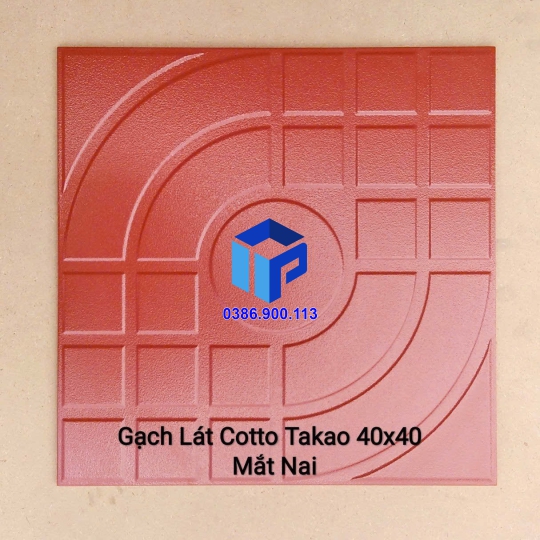 0386.900.113
Gạch Lát Cotto Takao 40x40
Mắt Nai